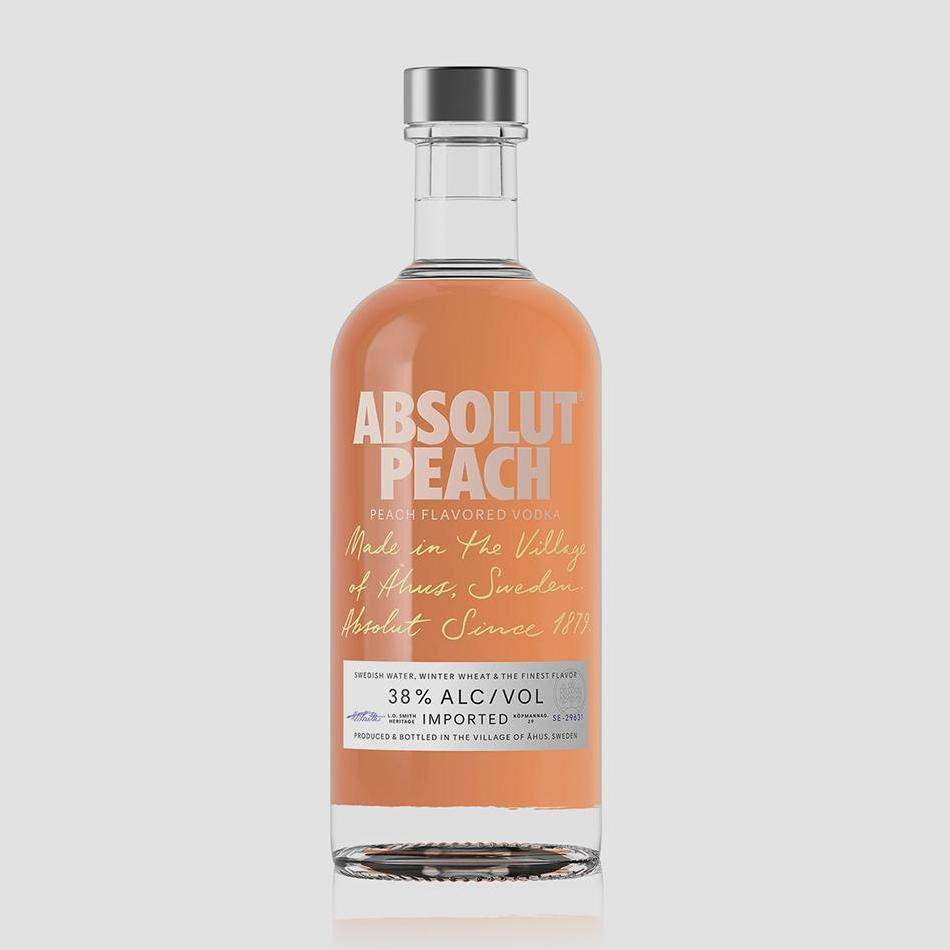 ABSOLUT®
PEACH
PEACH FLAVORED VODKA
Made in the Village
of Åhus, Sweden.
Absolut Since 1879.
SWEDISH WATER, WINTER WHEAT & THE FINEST FLAVOR
38% ALC/VOL
L.O. SMITH HERITAGE IMPORTED KÖPMANNAG. 29 SE-29631
PRODUCED & BOTTLED IN THE VILLAGE OF ÅHUS, SWEDEN